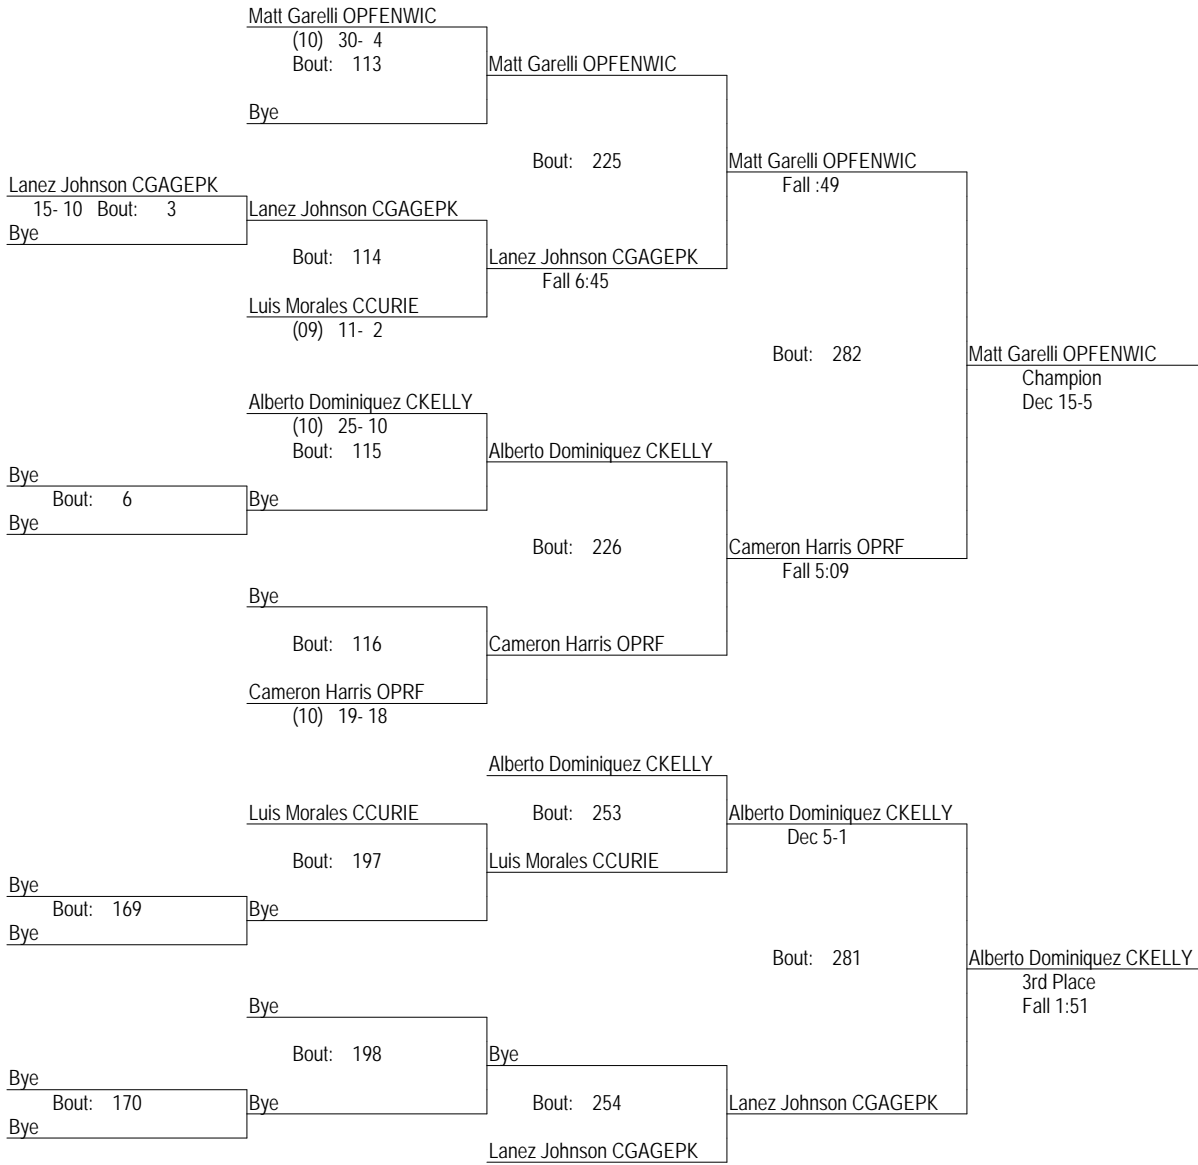 Matt Garelli OPFENWIC
(10) 30- 4
Bout: 113
Matt Garelli OPFENWIC
Bye
Bout: 225
Matt Garelli OPFENWIC
Fall :49
Lanez Johnson CGAGEPK
15- 10 Bout: 3
Lanez Johnson CGAGEPK
Bye
Bout: 114
Lanez Johnson CGAGEPK
Fall 6:45
Luis Morales CCURIE
(09) 11- 2
Bout: 282
Matt Garelli OPFENWIC
Champion
Dec 15-5
Alberto Dominiquez CKELLY
(10) 25- 10
Bout: 115
Alberto Dominiquez CKELLY
Bye
Bout: 6
Bye
Bye
Bout: 226
Cameron Harris OPRF
Fall 5:09
Bye
Bout: 116
Cameron Harris OPRF
Cameron Harris OPRF
(10) 19- 18
Alberto Dominiquez CKELLY
Luis Morales CCURIE
Bout: 253
Alberto Dominiquez CKELLY
Dec 5-1
Bout: 197
Luis Morales CCURIE
Bye
Bout: 169
Bye
Bye
Bout: 281
Alberto Dominiquez CKELLY
3rd Place
Fall 1:51
Bye
Bout: 198
Bye
Bye
Bout: 170
Bye
Bout: 254
Lanez Johnson CGAGEPK
Bye
Lanez Johnson CGAGEPK